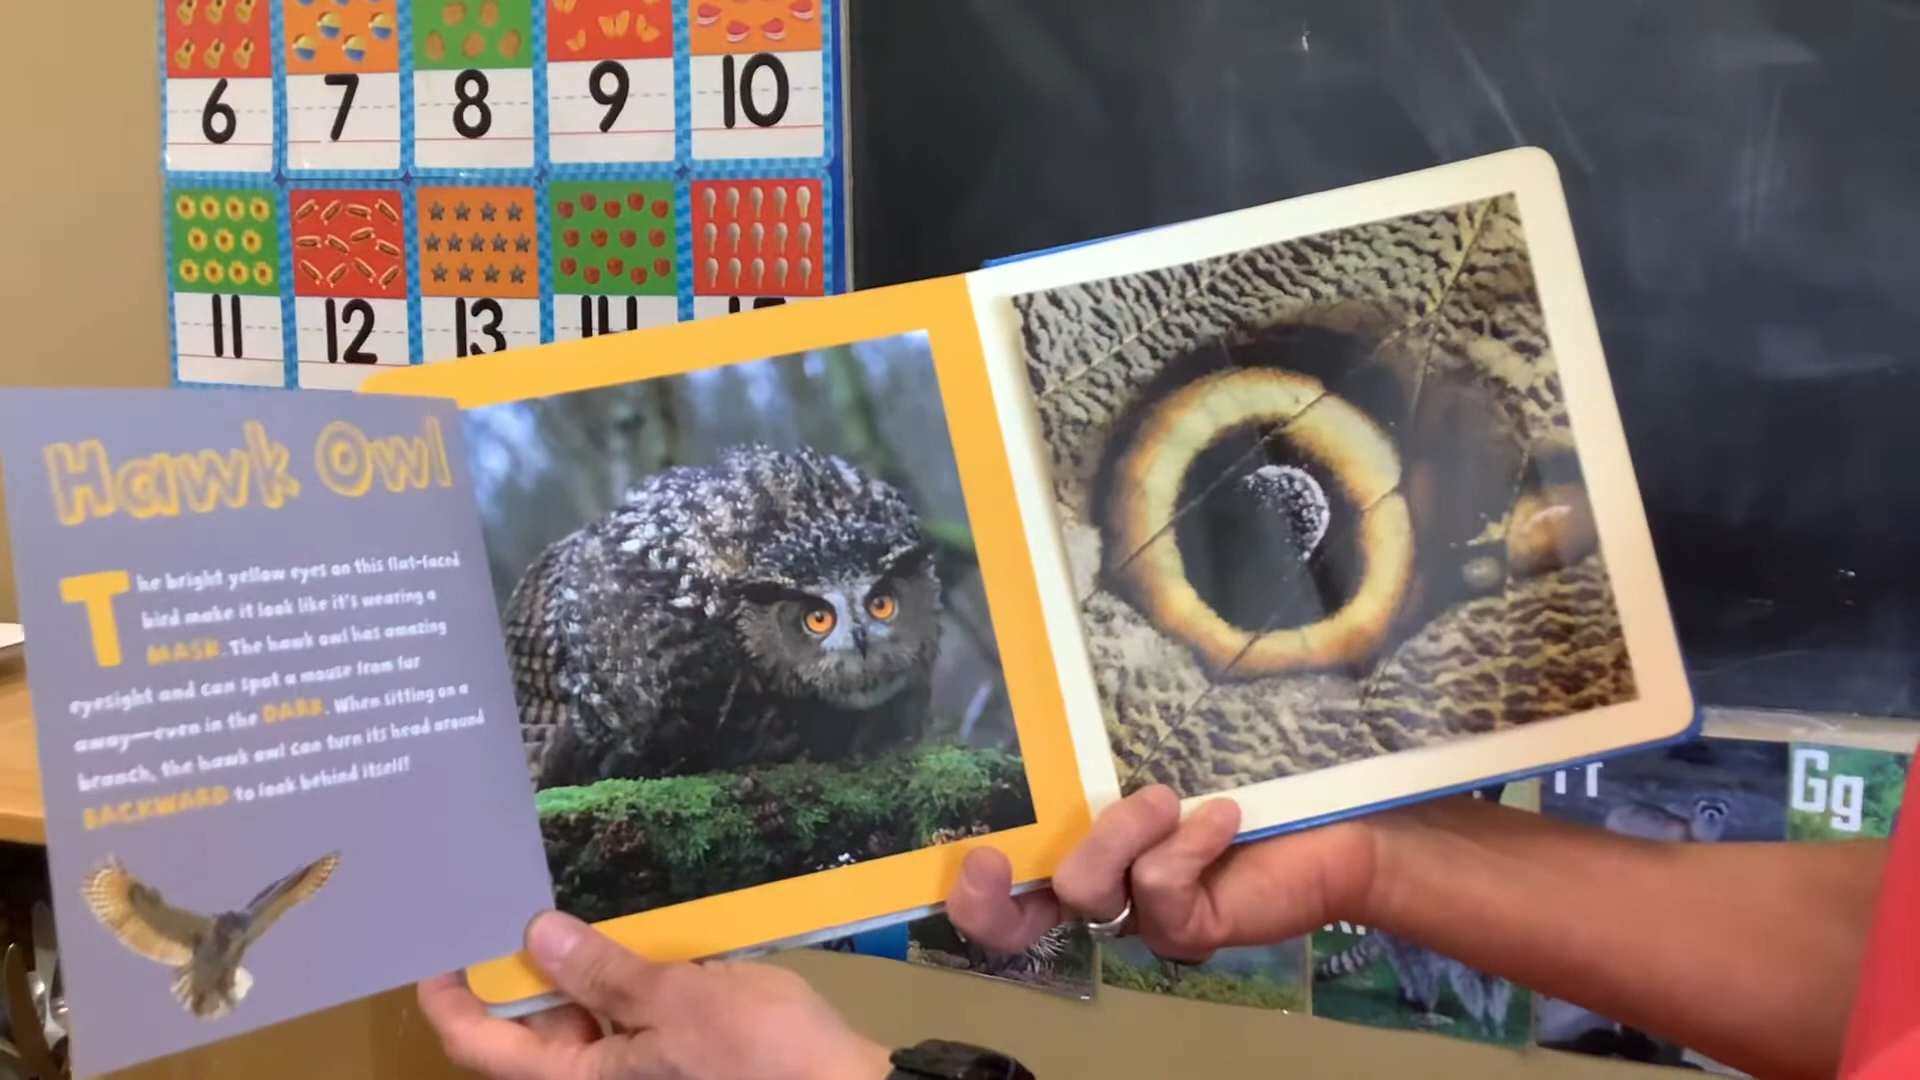 6 7 8 9 10
11 12 13 14
Hawk Owl
The bright yellow eyes on this flat-faced
bird make it look like it's wearing a
MASK. The hawk owl has amazing
eyesight and can spot a mouse from far
away—even in the DARK. When sitting on a
branch, the hawk owl can turn its head around
BACKWARD to look behind itself!
Gg